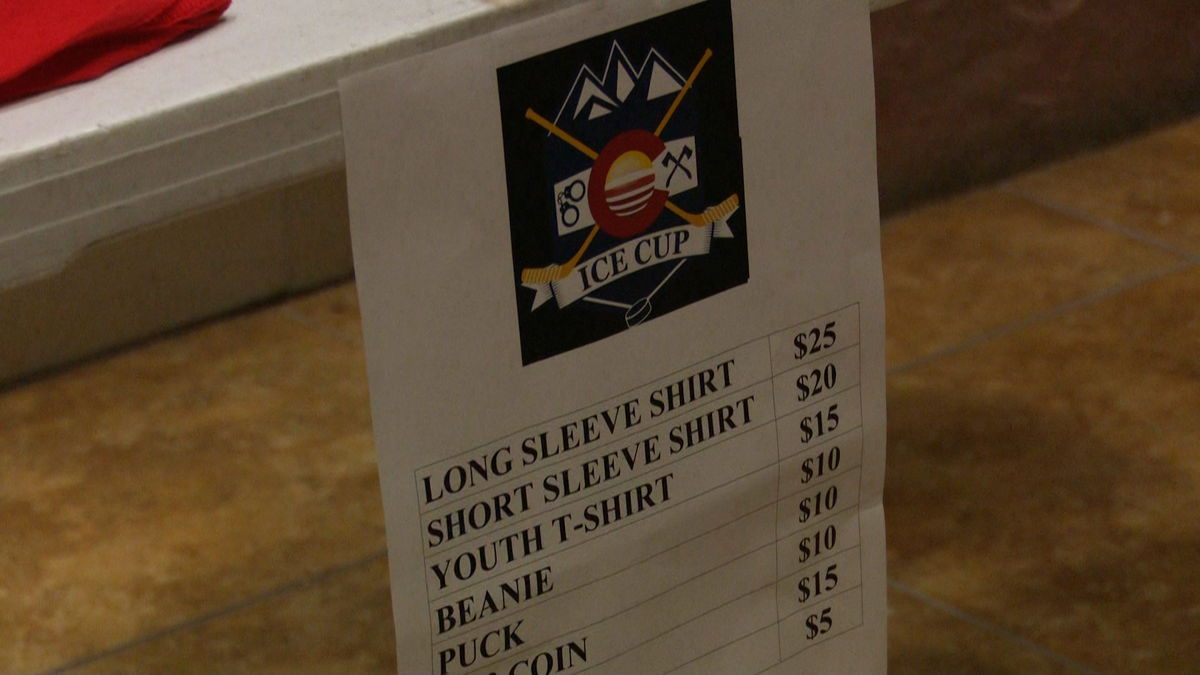 ICE CUP
LONG SLEEVE SHIRT $25
SHORT SLEEVE SHIRT $20
YOUTH T-SHIRT $15
BEANIE $10
PUCK $10
COIN $10
$15
$5